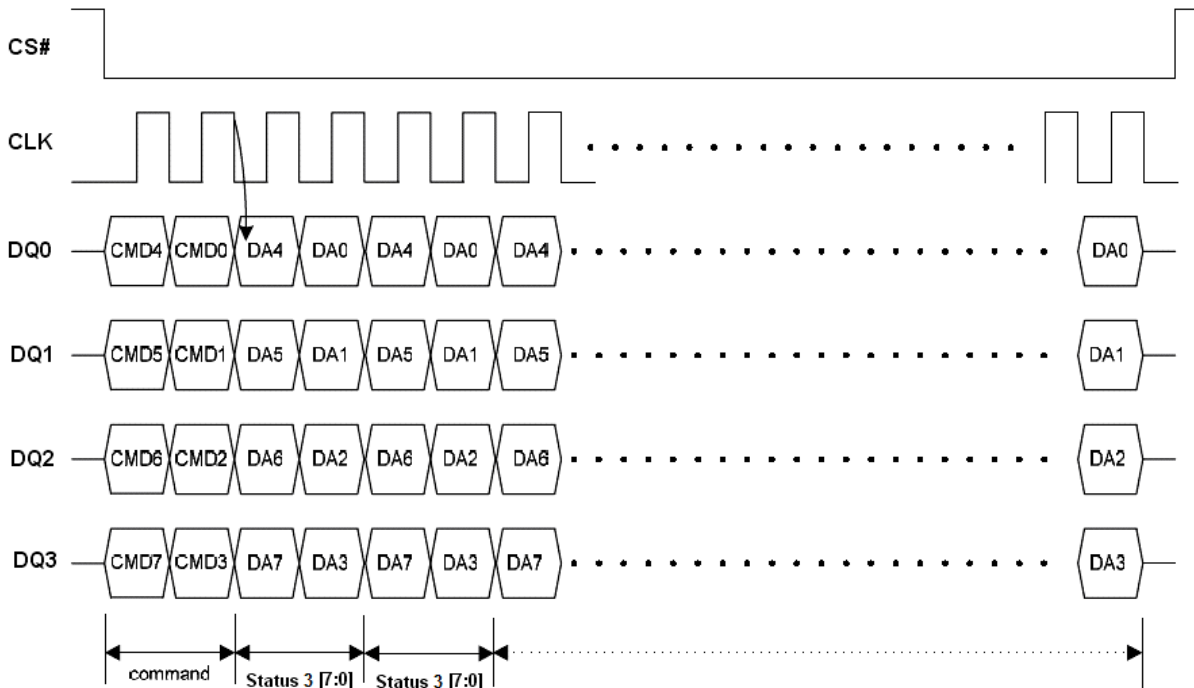 CS#
CLK
DQ0 CMD4 CMD0 DA4 DA0 DA4 DA0 DA4 DA0
DQ1 CMD5 CMD1 DA5 DA1 DA5 DA1 DA5 DA1
DQ2 CMD6 CMD2 DA6 DA2 DA6 DA2 DA6 DA2
DQ3 CMD7 CMD3 DA7 DA3 DA7 DA3 DA7 DA3
command Status 3 [7:0] Status 3 [7:0]